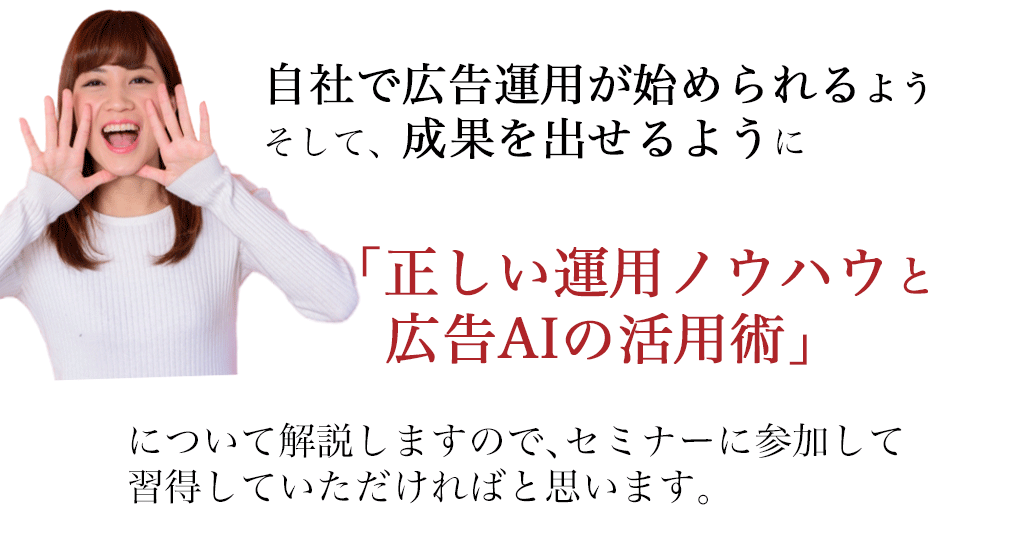 自社で広告運用が始められるよう
そして、成果を出せるように
「正しい運用ノウハウと
広告AIの活用術」
について解説しますので、セミナーに参加して
習得していただければと思います。